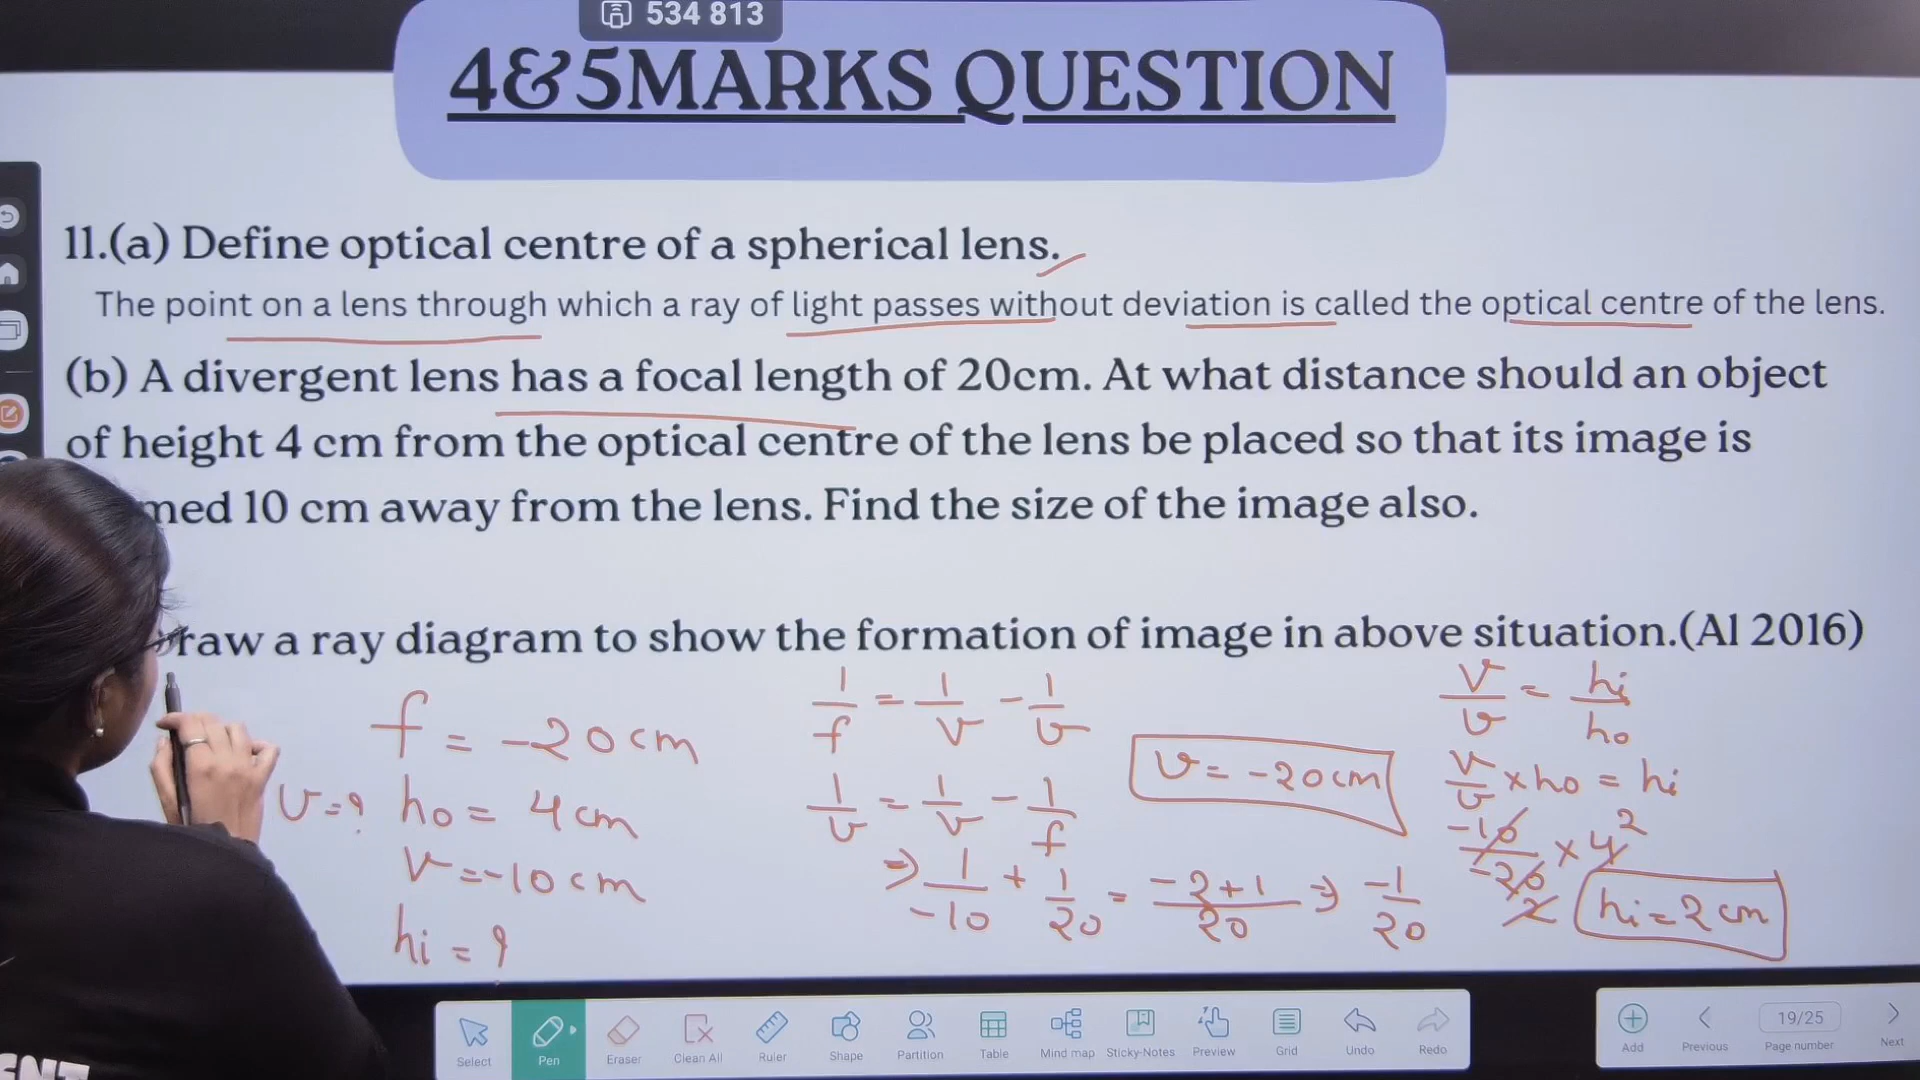 534 813
4&5MARKS QUESTION
11.(a) Define optical centre of a spherical lens.
The point on a lens through which a ray of light passes without deviation is called the optical centre of the lens.
(b) A divergent lens has a focal length of 20cm. At what distance should an object
of height 4 cm from the optical centre of the lens be placed so that its image is
med 10 cm away from the lens. Find the size of the image also.
raw a ray diagram to show the formation of image in above situation.(Al 2016)
f = -20cm
u=? ho = 4cm
v=-10cm
hi = ?
1/f = 1/v - 1/u
1/u = 1/v - 1/f
⇒ 1/-10 + 1/20 = -2+1/20 ⇒ -1/20
u= -20cm
v/u = hi/ho
v/u × ho = hi
-10/-20 × 4 2
2
hi=2cm
Select Pen Eraser Clean All Ruler Shape Partition Table Mind map Sticky-Notes Preview Grid Undo Redo
19/25
Add Previous Page number Next